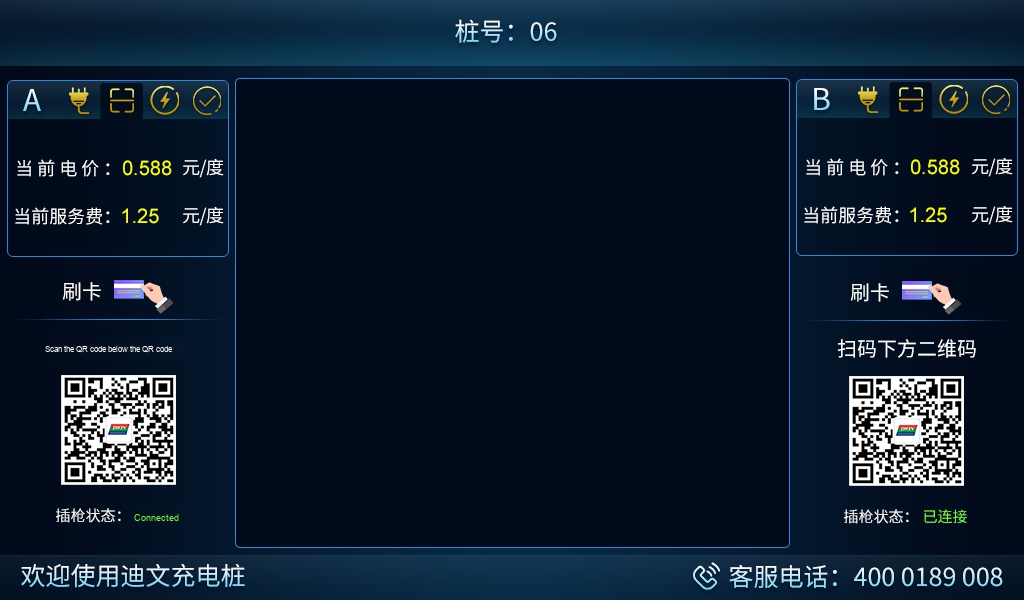 桩号：06
A
当前电价：0.588 元/度
当前服务费：1.25 元/度
刷卡
Scan the QR code below the QR code
插枪状态：Connected
B
当前电价：0.588 元/度
当前服务费：1.25 元/度
刷卡
扫码下方二维码
插枪状态：已连接
欢迎使用迪文充电桩
客服电话：400 0189 008